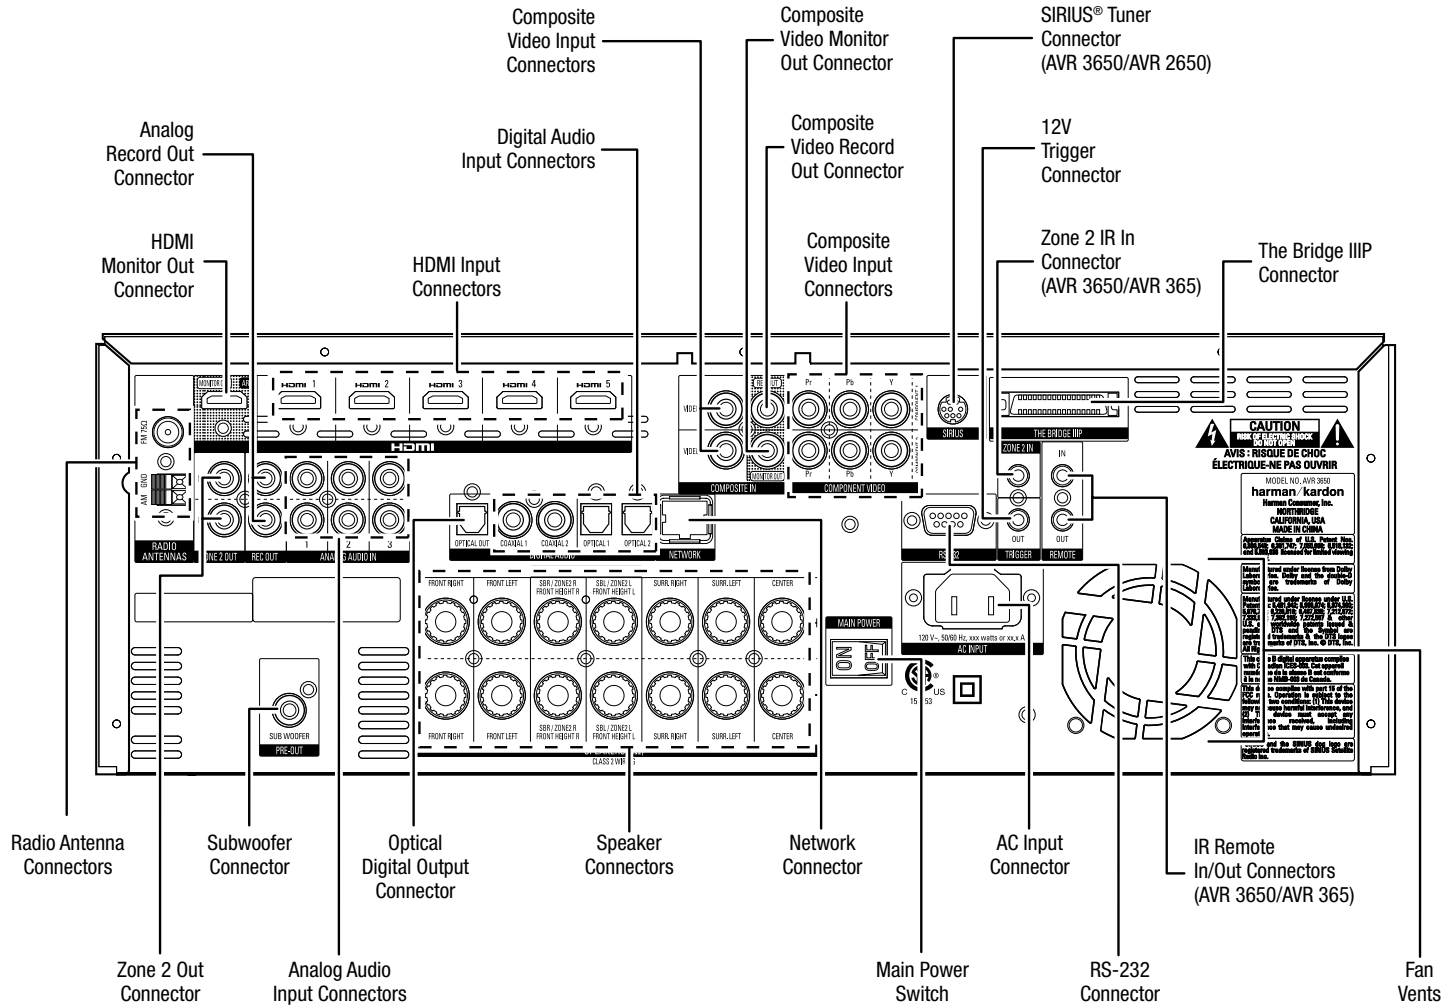 Composite
Video Input
Connectors
Composite
Video Monitor
Out Connector
SIRIUS® Tuner
Connector
(AVR 3650/AVR 2650)
Analog
Record Out
Connector
Digital Audio
Input Connectors
Composite
Video Record
Out Connector
12V
Trigger
Connector
HDMI
Monitor Out
Connector
HDMI Input
Connectors
Composite
Video Input
Connectors
Zone 2 IR In
Connector
(AVR 3650/AVR 365)
The Bridge IIIP
Connector
HDMI 1
HDMI 2
HDMI 3
HDMI 4
HDMI 5
Pr Pb Y
FM 75Ω
GND
AM
HDMI
VIDEO
VIDEO
MONITOR OUT
Pr Pb Y
COMPOSITE IN
COMPONENT VIDEO
SIRIUS
THE BRIDGE IIIP
ZONE 2 IN
IN
OUT
OUT
RS-232
TRIGGER
REMOTE
CAUTION
RISK OF ELECTRIC SHOCK
DO NOT OPEN
AVIS : RISQUE DE CHOC
ÉLECTRIQUE-NE PAS OUVRIR
MODEL NO. AVR 3650
harman/kardon
Harman Consumer, Inc.
NORTHRIDGE
CALIFORNIA, USA
MADE IN CHINA
RADIO
ANTENNAS
ZONE 2 OUT
REC OUT
1 2 3
ANALOG AUDIO IN
OPTICAL OUT
COAXIAL 1
COAXIAL 2
OPTICAL 1
OPTICAL 2
DIGITAL AUDIO
NETWORK
FRONT RIGHT
FRONT LEFT
SBR / ZONE2 R
FRONT HEIGHT R
SBL / ZONE2 L
FRONT HEIGHT L
SURR. RIGHT
SURR. LEFT
CENTER
MAIN POWER
ON
OFF
120 V~, 50/60 Hz, xxx watts or xx,x A
AC INPUT
C US
SUB WOOFER
PRE-OUT
FRONT RIGHT
FRONT LEFT
SBR / ZONE2 R
FRONT HEIGHT R
SBL / ZONE2 L
FRONT HEIGHT L
SURR. RIGHT
SURR. LEFT
CENTER
CLASS 2 WIRING
Radio Antenna
Connectors
Subwoofer
Connector
Optical
Digital Output
Connector
Speaker
Connectors
Network
Connector
AC Input
Connector
IR Remote
In/Out Connectors
(AVR 3650/AVR 365)
Zone 2 Out
Connector
Analog Audio
Input Connectors
Main Power
Switch
RS-232
Connector
Fan
Vents